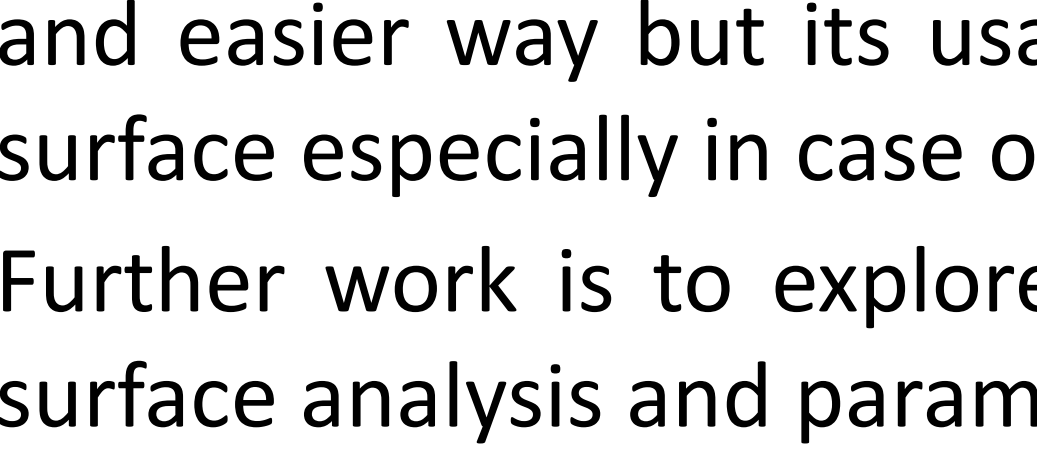 and easier way but its usa
surface especially in case o
Further work is to explore
surface analysis and param